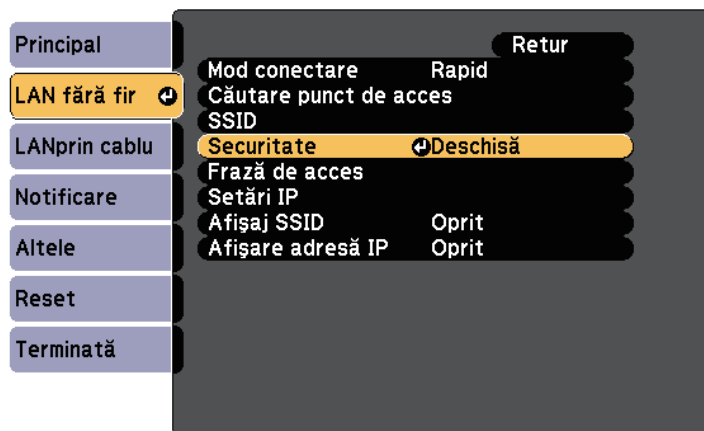 Principal
LAN fără fir
LANprin cablu
Notificare
Altele
Reset
Terminată
Retur
Mod conectare Rapid
Căutare punct de acces
SSID
Securitate Deschisă
Frază de acces
Setări IP
Afişaj SSID Oprit
Afişare adresă IP Oprit